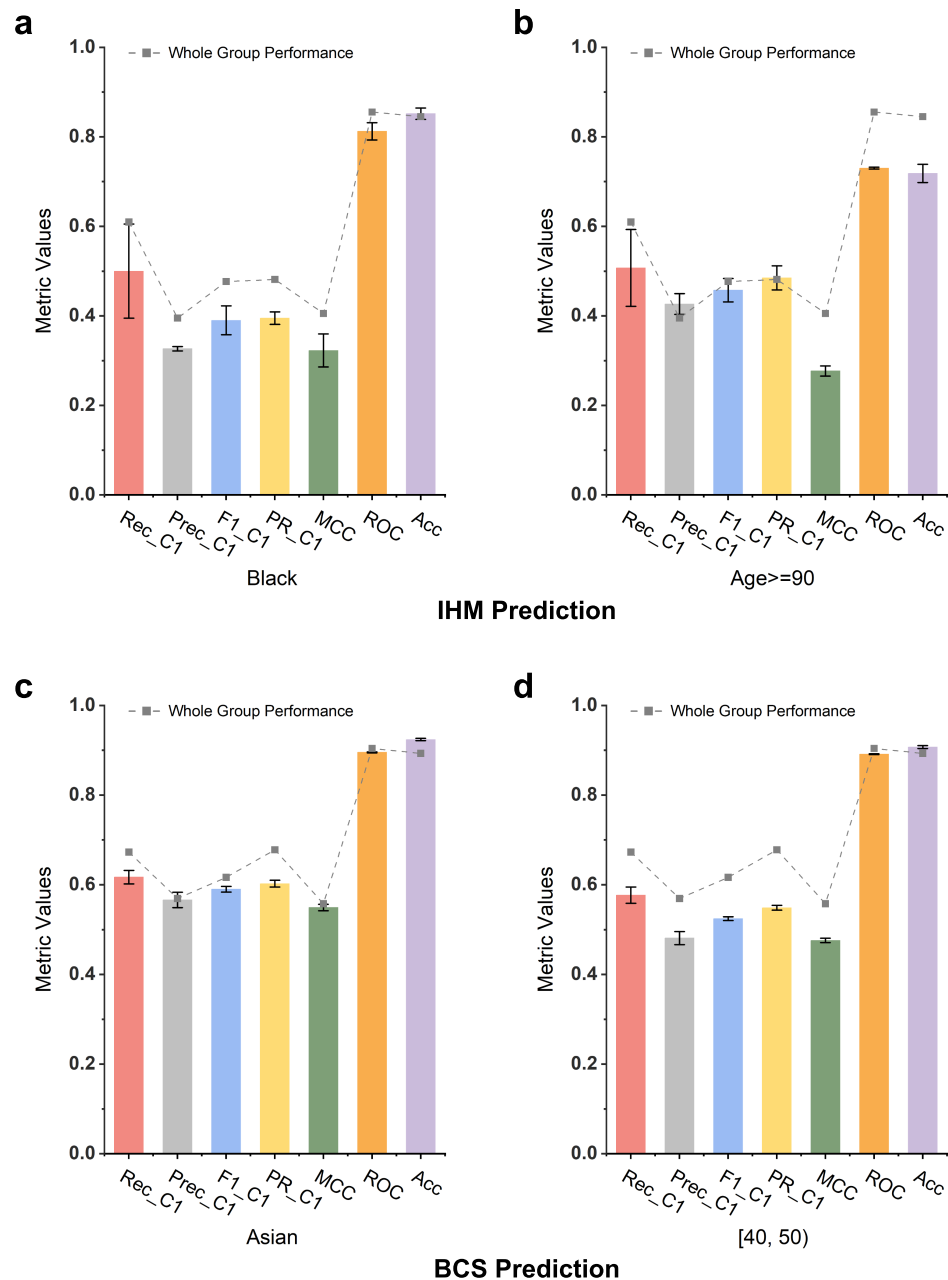 a
Whole Group Performance
1.0
0.8
0.6
0.4
0.2
0.0
Metric Values
Rec_C1
Prec_C1
F1_C1
PR_C1
MCC
ROC
Acc
Black
b
Whole Group Performance
1.0
0.8
0.6
0.4
0.2
0.0
Metric Values
Rec_C1
Prec_C1
F1_C1
PR_C1
MCC
ROC
Acc
Age>=90
IHM Prediction
c
Whole Group Performance
1.0
0.8
0.6
0.4
0.2
0.0
Metric Values
Rec_C1
Prec_C1
F1_C1
PR_C1
MCC
ROC
Acc
Asian
d
Whole Group Performance
1.0
0.8
0.6
0.4
0.2
0.0
Metric Values
Rec_C1
Prec_C1
F1_C1
PR_C1
MCC
ROC
Acc
[40, 50)
BCS Prediction